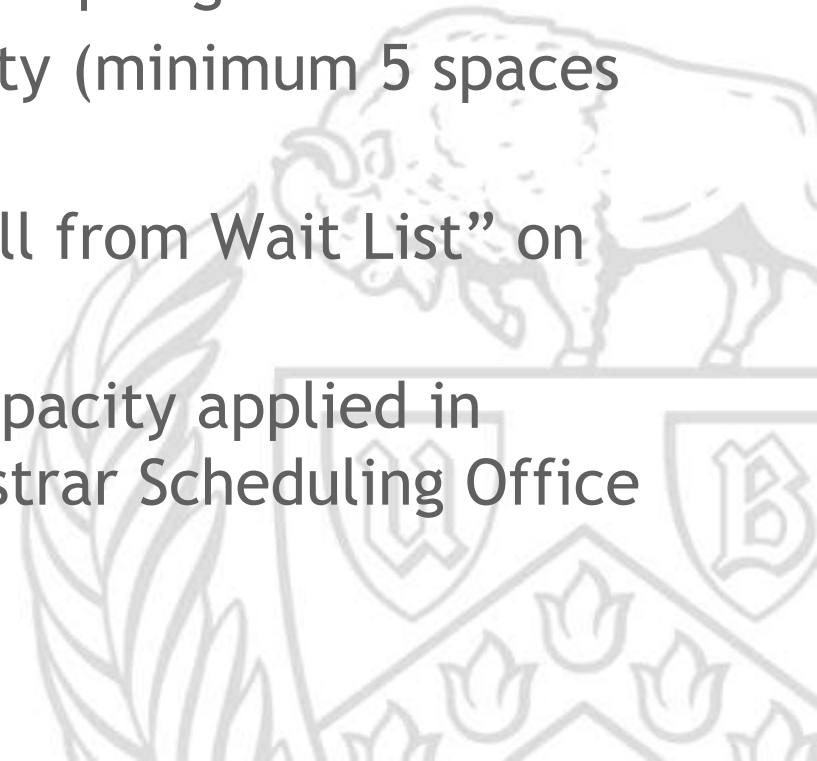 ty (minimum 5 spaces
ll from Wait List” on
pacity applied in
strar Scheduling Office
U B